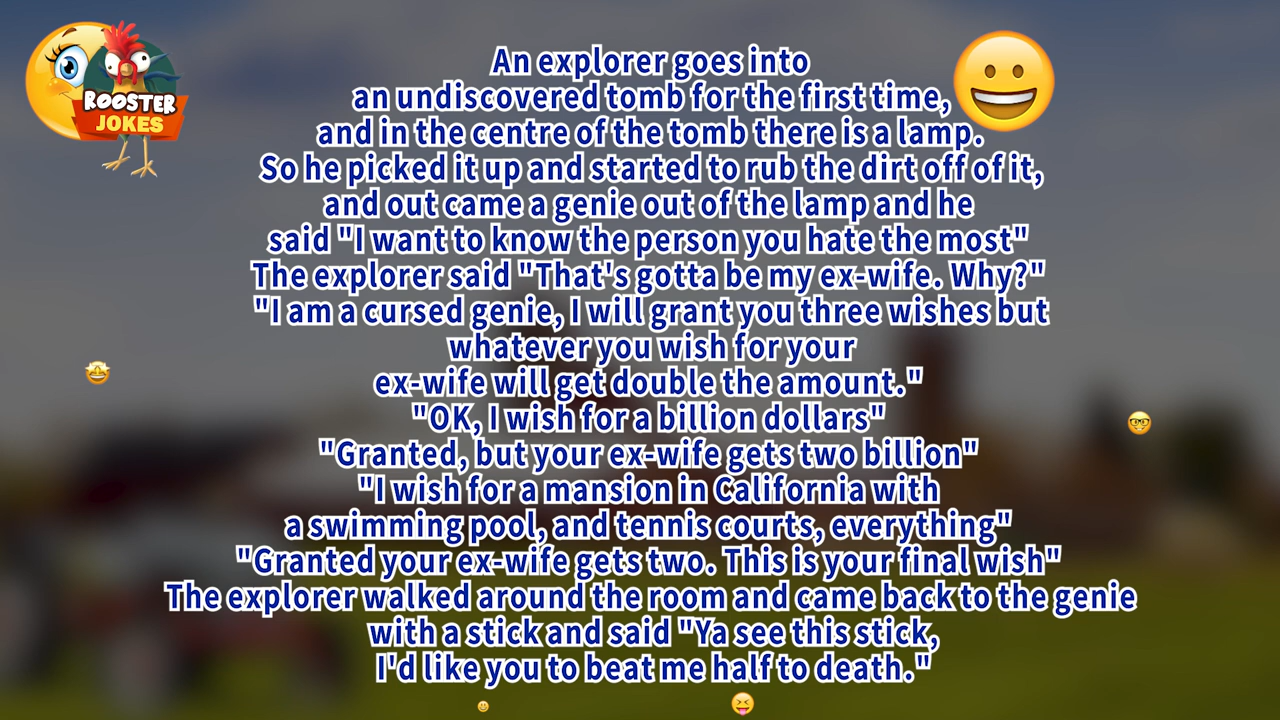 ROOSTER
JOKES
An explorer goes into
an undiscovered tomb for the first time,
and in the centre of the tomb there is a lamp.
So he picked it up and started to rub the dirt off of it,
and out came a genie out of the lamp and he
said "I want to know the person you hate the most"
The explorer said "That's gotta be my ex-wife. Why?"
"I am a cursed genie, I will grant you three wishes but
whatever you wish for your
ex-wife will get double the amount."
"OK, I wish for a billion dollars"
"Granted, but your ex-wife gets two billion"
"I wish for a mansion in California with
a swimming pool, and tennis courts, everything"
"Granted your ex-wife gets two. This is your final wish"
The explorer walked around the room and came back to the genie
with a stick and said "Ya see this stick,
I'd like you to beat me half to death."